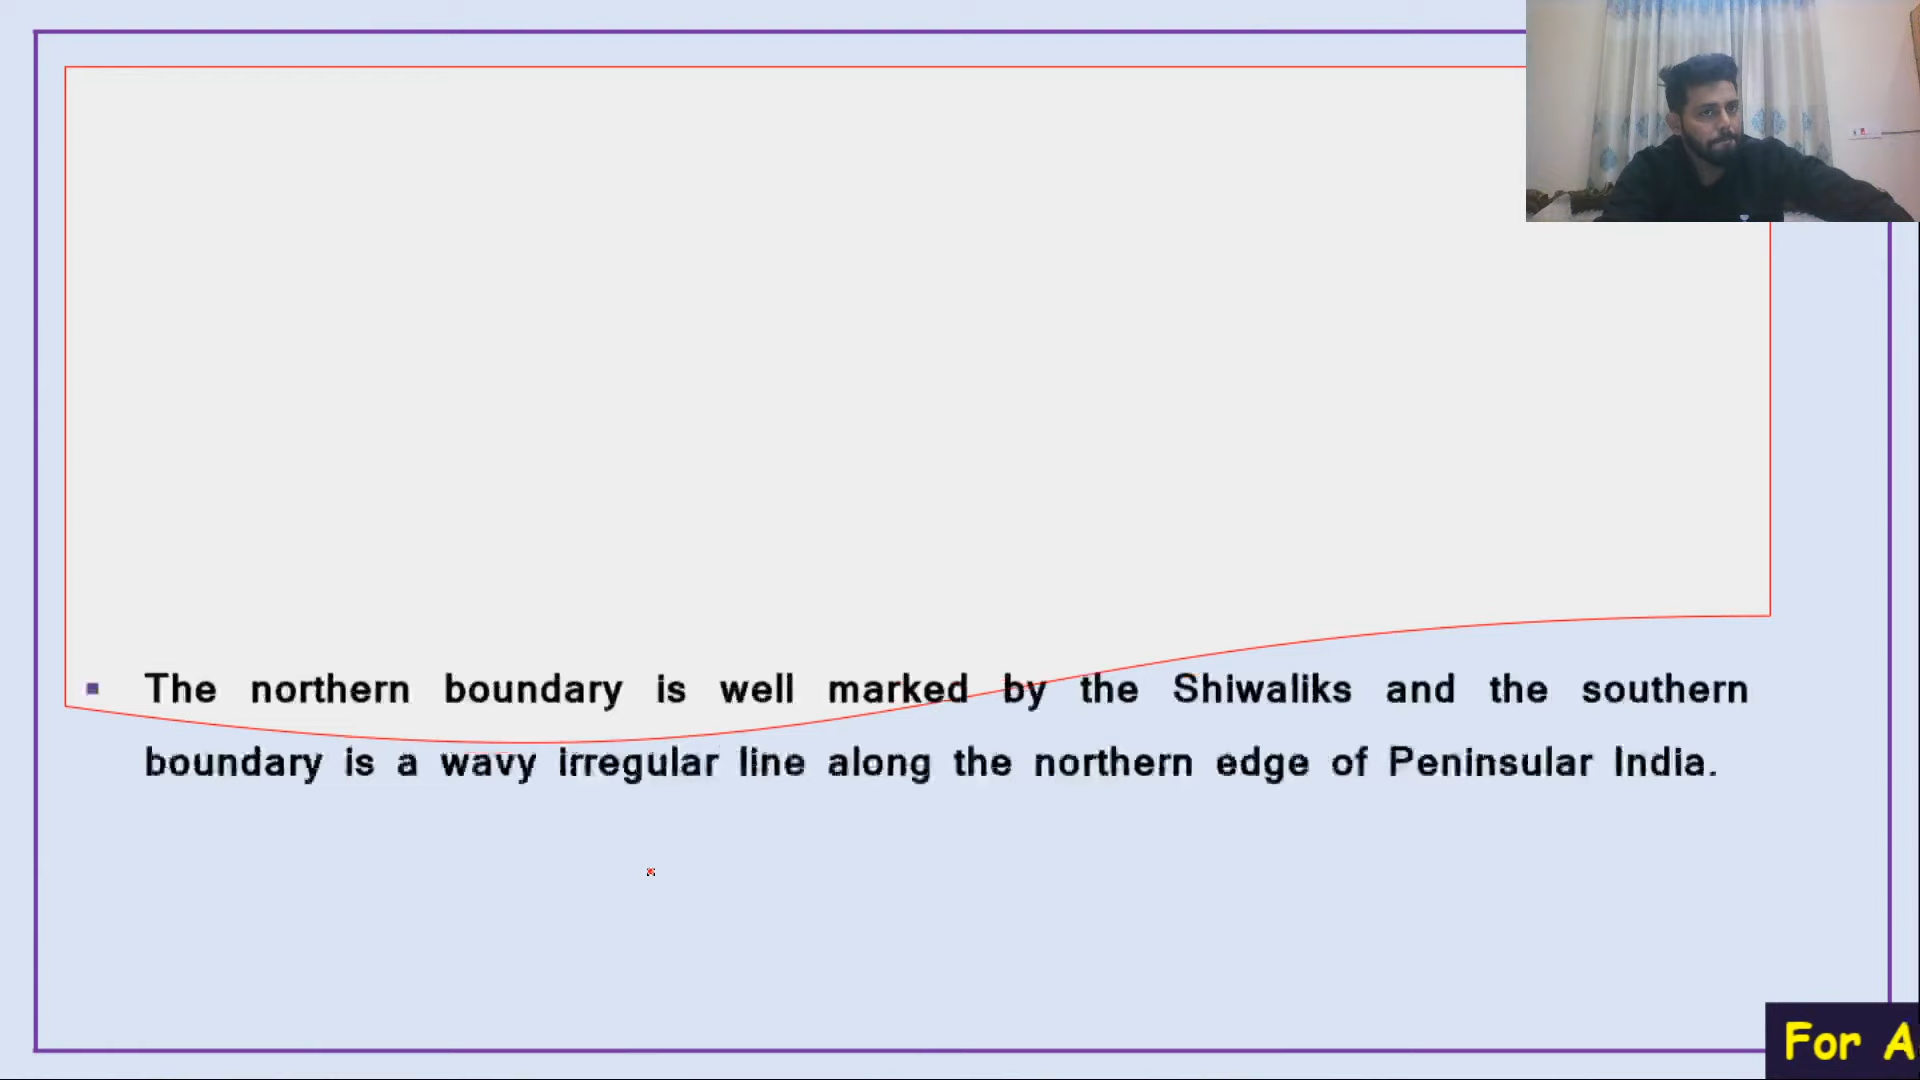 ▪ The northern boundary is well marked by the Shiwaliks and the southern
boundary is a wavy irregular line along the northern edge of Peninsular India.
For A